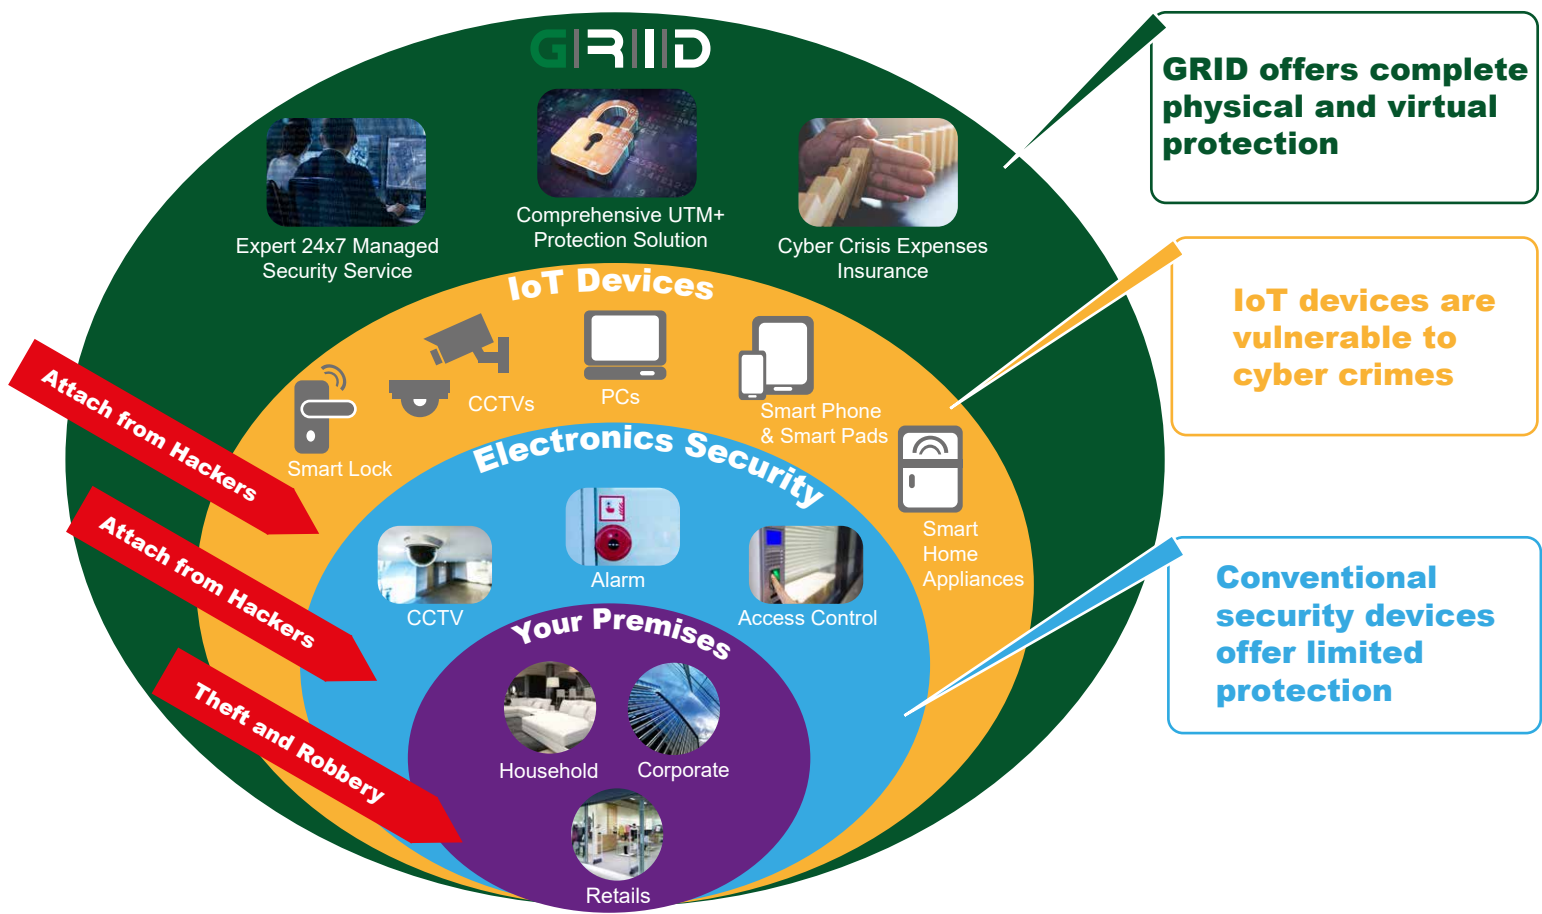 GRIID
GRID offers complete
physical and virtual
protection
Expert 24x7 Managed
Security Service
Comprehensive UTM+
Protection Solution
Cyber Crisis Expenses
Insurance
IoT Devices
IoT devices are
vulnerable to
cyber crimes
Smart Lock
CCTVs
PCs
Smart Phone
& Smart Pads
Smart
Home
Appliances
Attach from Hackers
Electronics Security
CCTV
Alarm
Access Control
Conventional
security devices
offer limited
protection
Attach from Hackers
Your Premises
Household
Corporate
Retails
Theft and Robbery